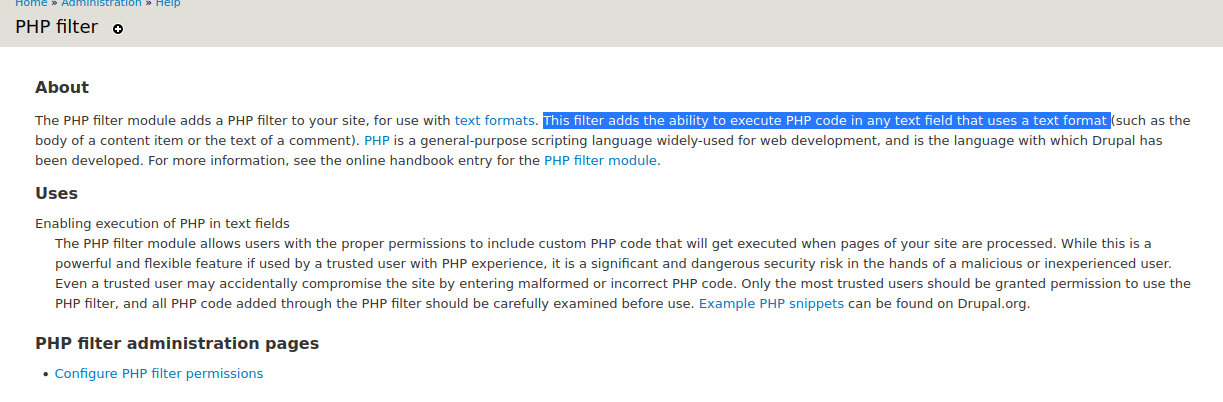 Home » Administration » Help
PHP filter
About
The PHP filter module adds a PHP filter to your site, for use with text formats. This filter adds the ability to execute PHP code in any text field that uses a text format (such as the
body of a content item or the text of a comment). PHP is a general-purpose scripting language widely-used for web development, and is the language with which Drupal has
been developed. For more information, see the online handbook entry for the PHP filter module.
Uses
Enabling execution of PHP in text fields
The PHP filter module allows users with the proper permissions to include custom PHP code that will get executed when pages of your site are processed. While this is a
powerful and flexible feature if used by a trusted user with PHP experience, it is a significant and dangerous security risk in the hands of a malicious or inexperienced user.
Even a trusted user may accidentally compromise the site by entering malformed or incorrect PHP code. Only the most trusted users should be granted permission to use the
PHP filter, and all PHP code added through the PHP filter should be carefully examined before use. Example PHP snippets can be found on Drupal.org.
PHP filter administration pages
• Configure PHP filter permissions